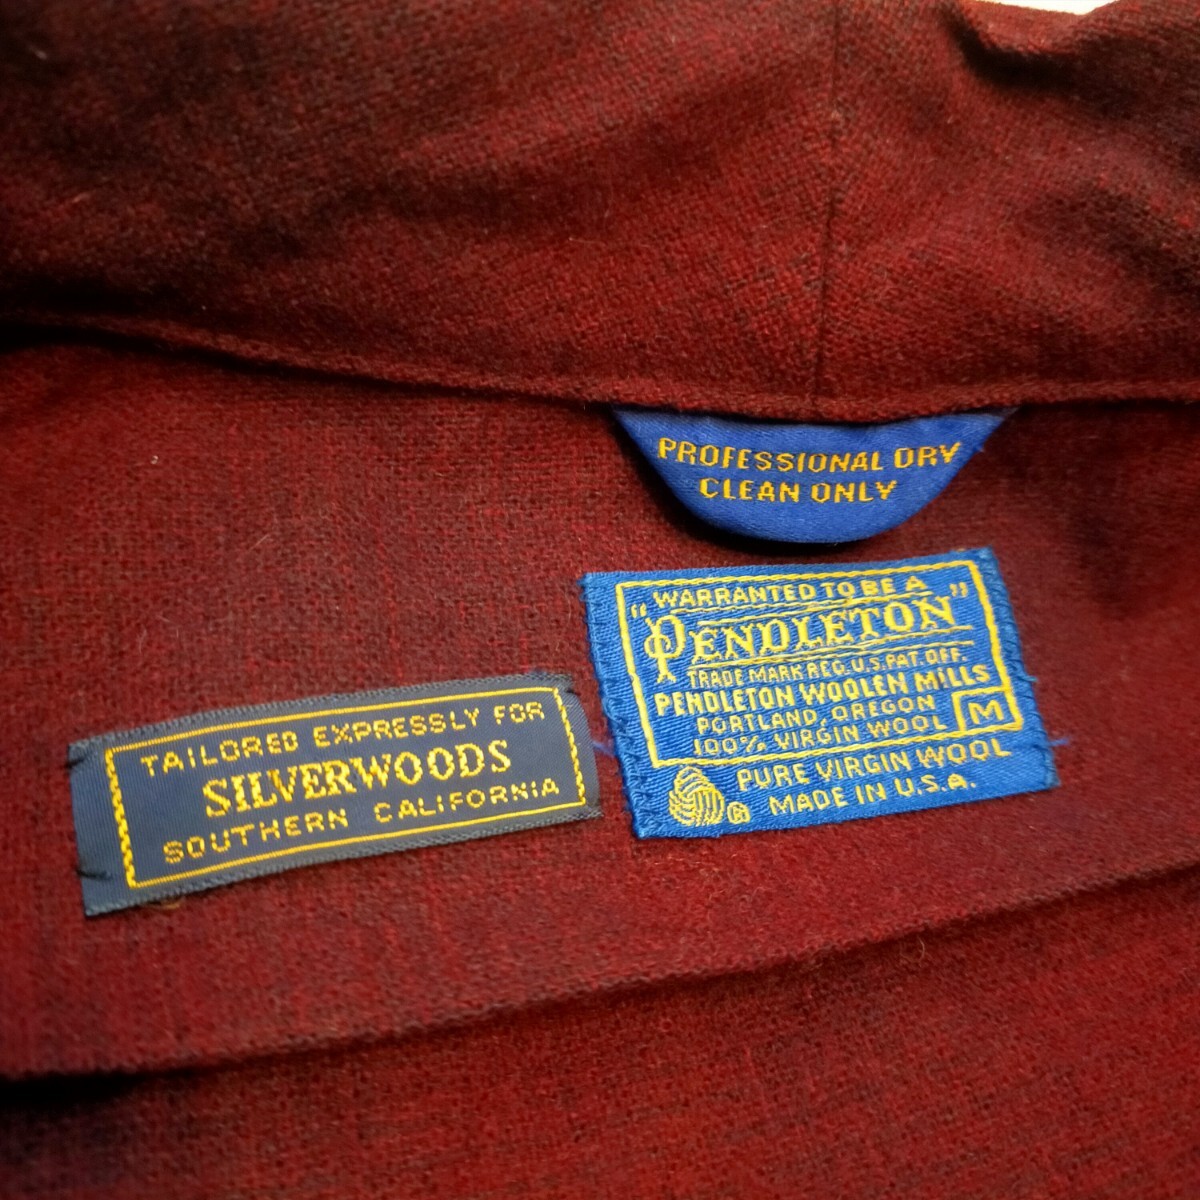 PROFESSIONAL DRY
CLEAN ONLY
WARRANTED TO BE A
"PENDLETON"
TRADE MARK REG. U.S. PAT. OFF.
PENDLETON WOOLEN MILLS
PORTLAND, OREGON
100% VIRGIN WOOL
M
PURE VIRGIN WOOL
® MADE IN U.S.A.
TAILORED EXPRESSLY FOR
SILVERWOODS
SOUTHERN CALIFORNIA